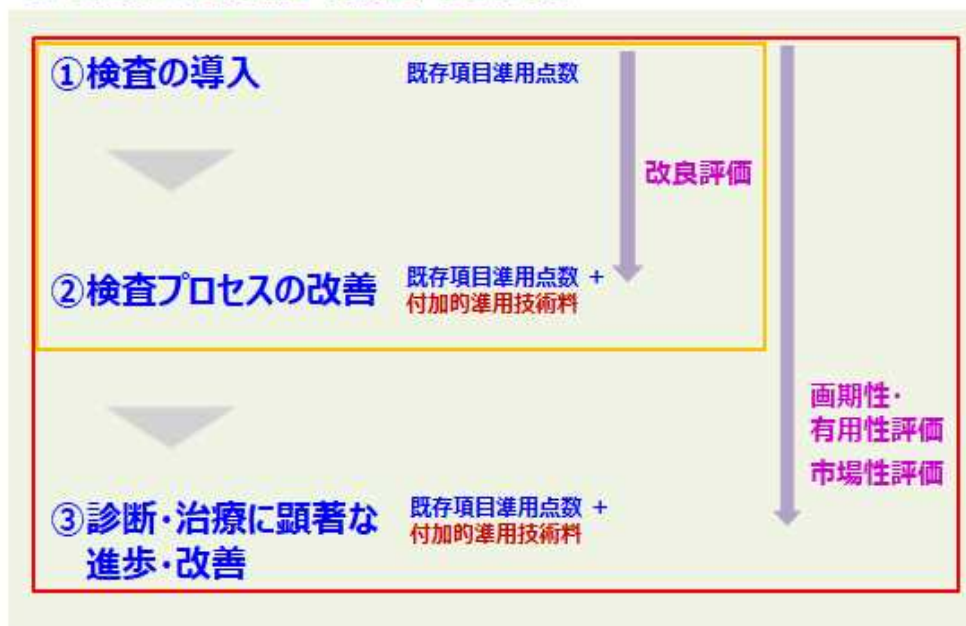 ①検査の導入
既存項目準用点数
改良評価
②検査プロセスの改善
既存項目準用点数 +
付加的準用技術料
画期性・
有用性評価
市場性評価
③診断・治療に顕著な
進歩・改善
既存項目準用点数 +
付加的準用技術料